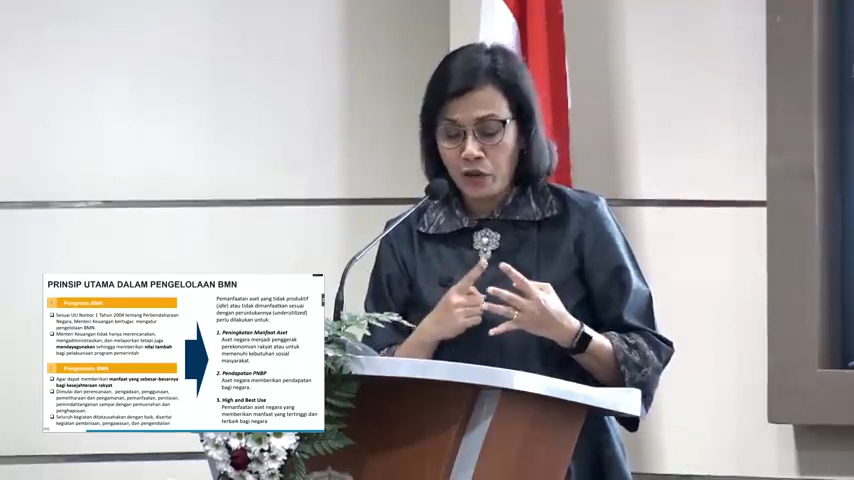 PRINSIP UTAMA DALAM PENGELOLAAN BMN
Pengelola BMN
Sesuai UU Nomor 1 Tahun 2004 tentang Perbendaharaan
Negara, Menteri Keuangan bertugas mengatur
pengelolaan BMN.
Menteri Keuangan tidak hanya merencanakan,
mengadministrasikan, dan melaporkan tetapi juga
mendayagunakan sehingga memberikan nilai tambah
bagi pelaksanaan program pemerintah
Pengelolaan BMN
Agar dapat memberikan manfaat yang sebesar-besarnya
bagi kesejahteraan rakyat
Dimulai dari perencanaan, pengadaan, penggunaan,
pemeliharaan dan pengamanan, pemanfaatan, penilaian,
pemindahtanganan sampai dengan pemusnahan dan
penghapusan.
Seluruh kegiatan ditatausahakan dengan baik, disertai
kegiatan pembinaan, pengawasan, dan pengendalian
Pemanfaatan aset yang tidak produktif
(idle) atau tidak dimanfaatkan sesuai
dengan peruntukannya (underutilized)
perlu dilakukan untuk:
1. Peningkatan Manfaat Aset
Aset negara menjadi penggerak
perekonomian rakyat atau untuk
memenuhi kebutuhan sosial
masyarakat.
2. Pendapatan PNBP
Aset negara memberikan pendapatan
bagi negara.
3. High and Best Use
Pemanfaatan aset negara yang
memberikan manfaat yang tertinggi dan
terbaik bagi negara